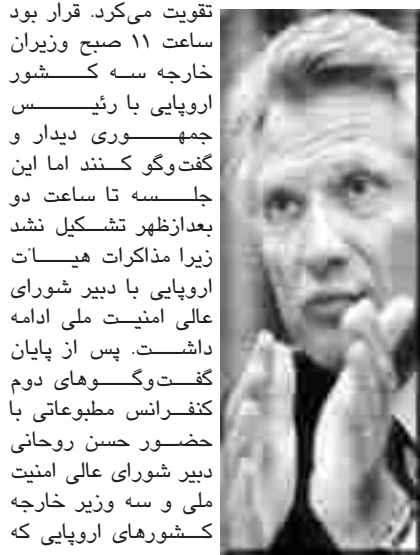 تقویت می‌کرد. قرار بود
ساعت ۱۱ صبح وزیران
خارجه سه کشور
اروپایی با رئیس
جمهوری دیدار و
گفت‌وگو کنند اما این
جلسه تا ساعت دو
بعدازظهر تشکیل نشد
زیرا مذاکرات هیأت
اروپایی با دبیر شورای
عالی امنیت ملی ادامه
داشت. پس از پایان
گفت‌وگوهای دوم
کنفرانس مطبوعاتی با
حضور حسن روحانی
دبیر شورای عالی امنیت
ملی و سه وزیر خارجه
کشورهای اروپایی که